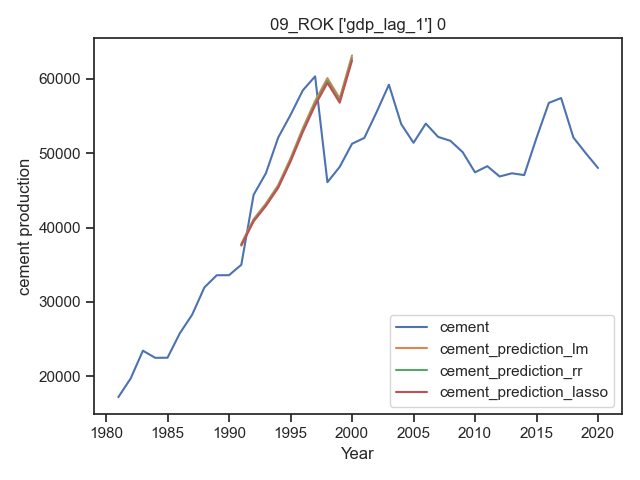 09_ROK ['gdp_lag_1'] 0
cement production
60000
50000
40000
30000
20000
cement
cement_prediction_lm
cement_prediction_rr
cement_prediction_lasso
1980 1985 1990 1995 2000 2005 2010 2015 2020
Year